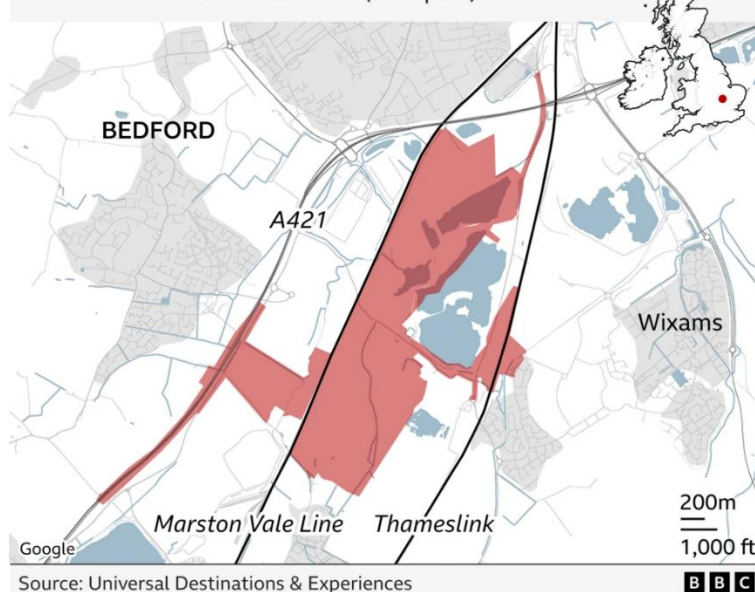 BEDFORD
A421
Wixams
Marston Vale Line
Thameslink
200m
1,000 ft
Google
Source: Universal Destinations & Experiences
BBC